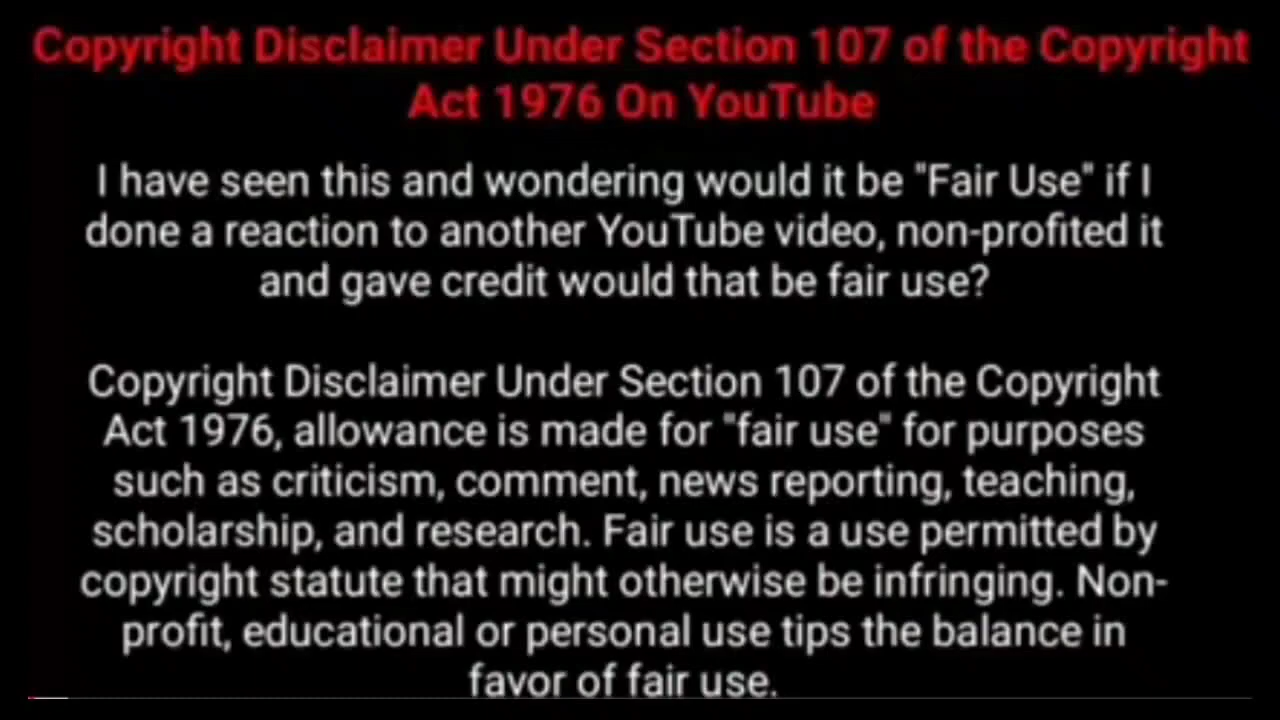 Copyright Disclaimer Under Section 107 of the Copyright
Act 1976 On YouTube
I have seen this and wondering would it be "Fair Use" if I
done a reaction to another YouTube video, non-profited it
and gave credit would that be fair use?
Copyright Disclaimer Under Section 107 of the Copyright
Act 1976, allowance is made for "fair use" for purposes
such as criticism, comment, news reporting, teaching,
scholarship, and research. Fair use is a use permitted by
copyright statute that might otherwise be infringing. Non-
profit, educational or personal use tips the balance in
favor of fair use.